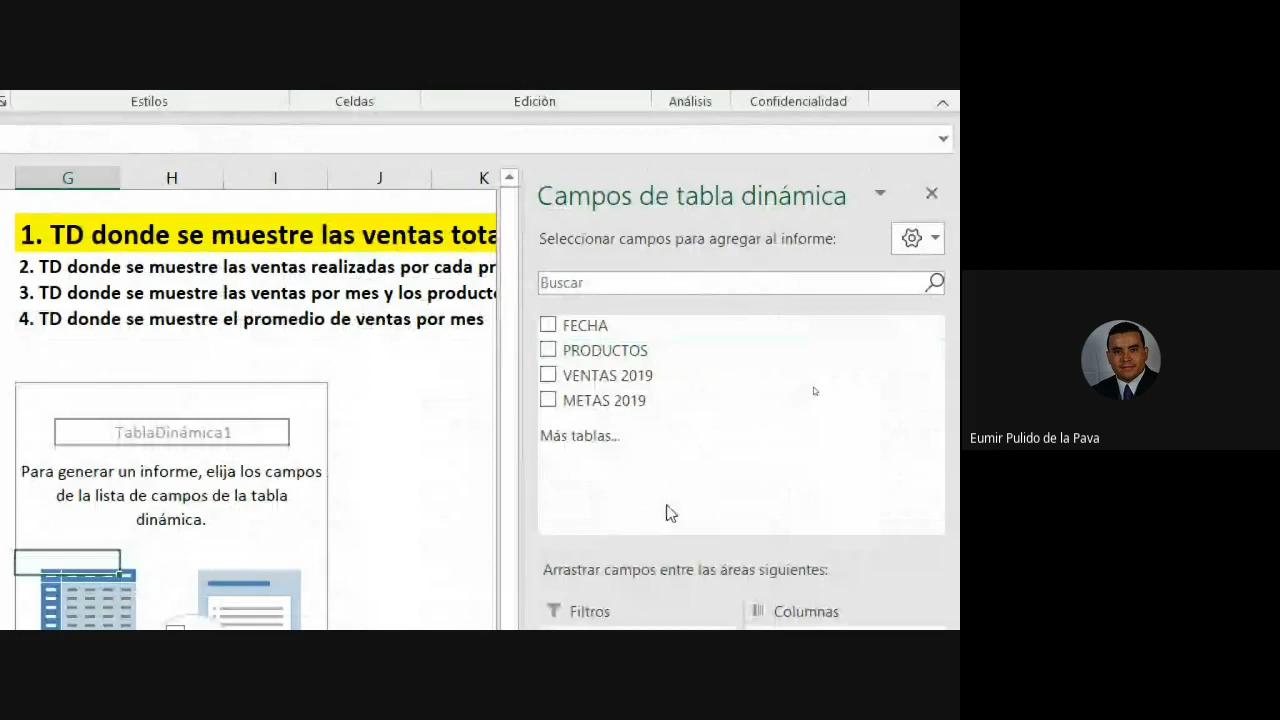 Estilos Celdas Edición Análisis Confidencialidad
G H I J K
1. TD donde se muestre las ventas tota
2. TD donde se muestre las ventas realizadas por cada pr
3. TD donde se muestre las ventas por mes y los producto
4. TD donde se muestre el promedio de ventas por mes
TablaDinámica1
Para generar un informe, elija los campos
de la lista de campos de la tabla
dinámica.
Campos de tabla dinámica
Seleccionar campos para agregar al informe:
Buscar
FECHA
PRODUCTOS
VENTAS 2019
METAS 2019
Más tablas...
Arrastrar campos entre las áreas siguientes:
Filtros Columnas
Eumir Pulido de la Pava